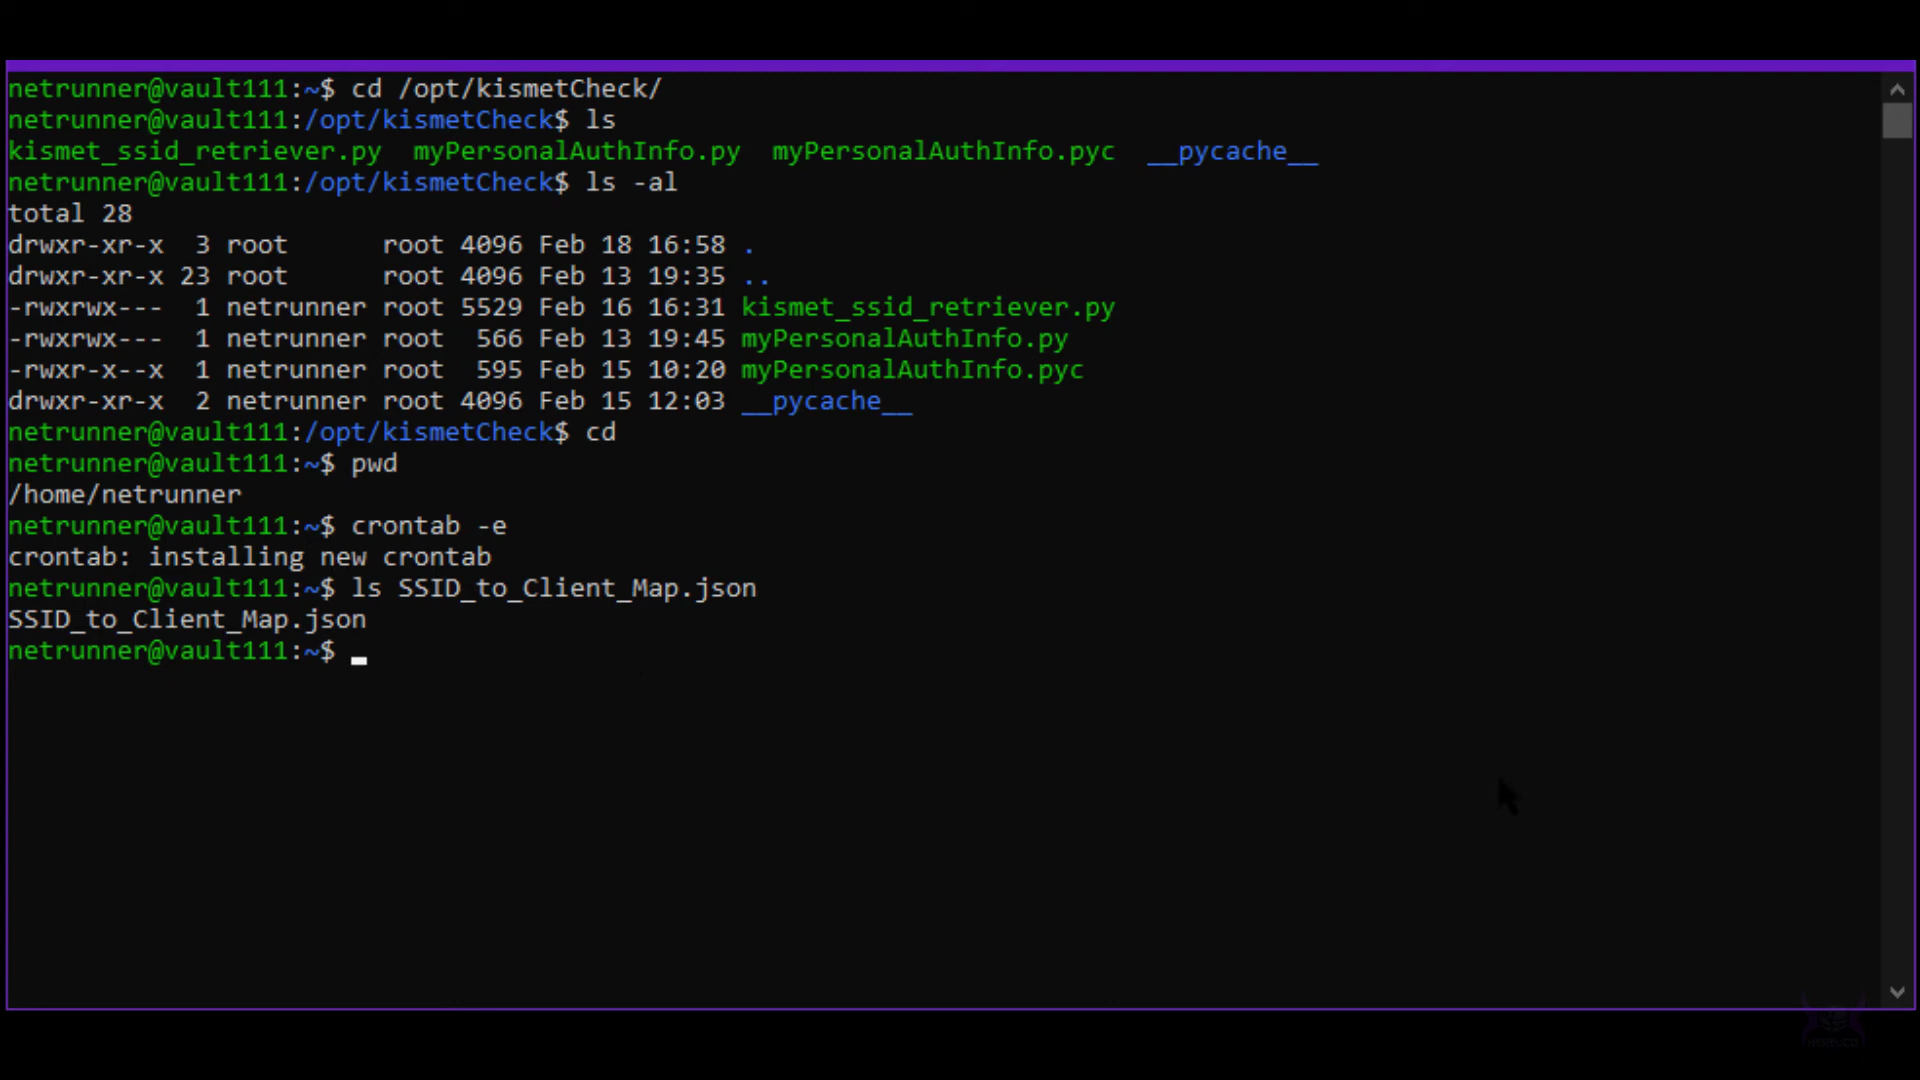 netrunner@vault111:~$ cd /opt/kismetCheck/
netrunner@vault111:/opt/kismetCheck$ ls
kismet_ssid_retriever.py  myPersonalAuthInfo.py  myPersonalAuthInfo.pyc  __pycache__
netrunner@vault111:/opt/kismetCheck$ ls -al
total 28
drwxr-xr-x  3 root      root 4096 Feb 18 16:58 .
drwxr-xr-x 23 root      root 4096 Feb 13 19:35 ..
-rwxrwx---  1 netrunner root 5529 Feb 16 16:31 kismet_ssid_retriever.py
-rwxrwx---  1 netrunner root  566 Feb 13 19:45 myPersonalAuthInfo.py
-rwxr-x--x  1 netrunner root  595 Feb 15 10:20 myPersonalAuthInfo.pyc
drwxr-xr-x  2 netrunner root 4096 Feb 15 12:03 __pycache__
netrunner@vault111:/opt/kismetCheck$ cd
netrunner@vault111:~$ pwd
/home/netrunner
netrunner@vault111:~$ crontab -e
crontab: installing new crontab
netrunner@vault111:~$ ls SSID_to_Client_Map.json
SSID_to_Client_Map.json
netrunner@vault111:~$